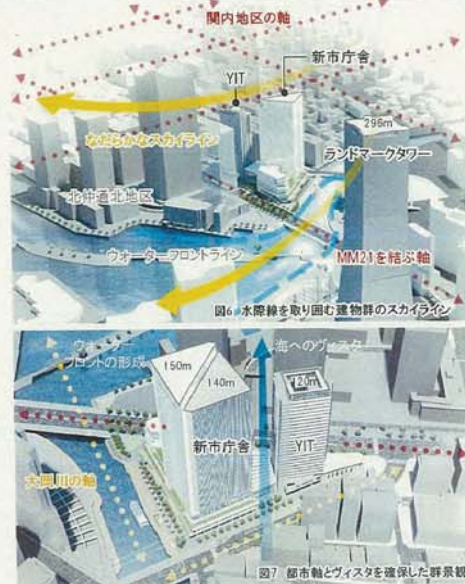 関内地区の軸
新市庁舎
YIT
296m
なだらかなスカイライン
ランドマークタワー
北仲通北地区
ウォーターフロントライン
MM21を結ぶ軸
図6 水際線を取り囲む建物群のスカイライン
ウォーター
フロントの形成
海へのヴィスタ
150m
140m
120m
新市庁舎
YIT
大岡川の軸
図7 都市軸とヴィスタを確保した群景観